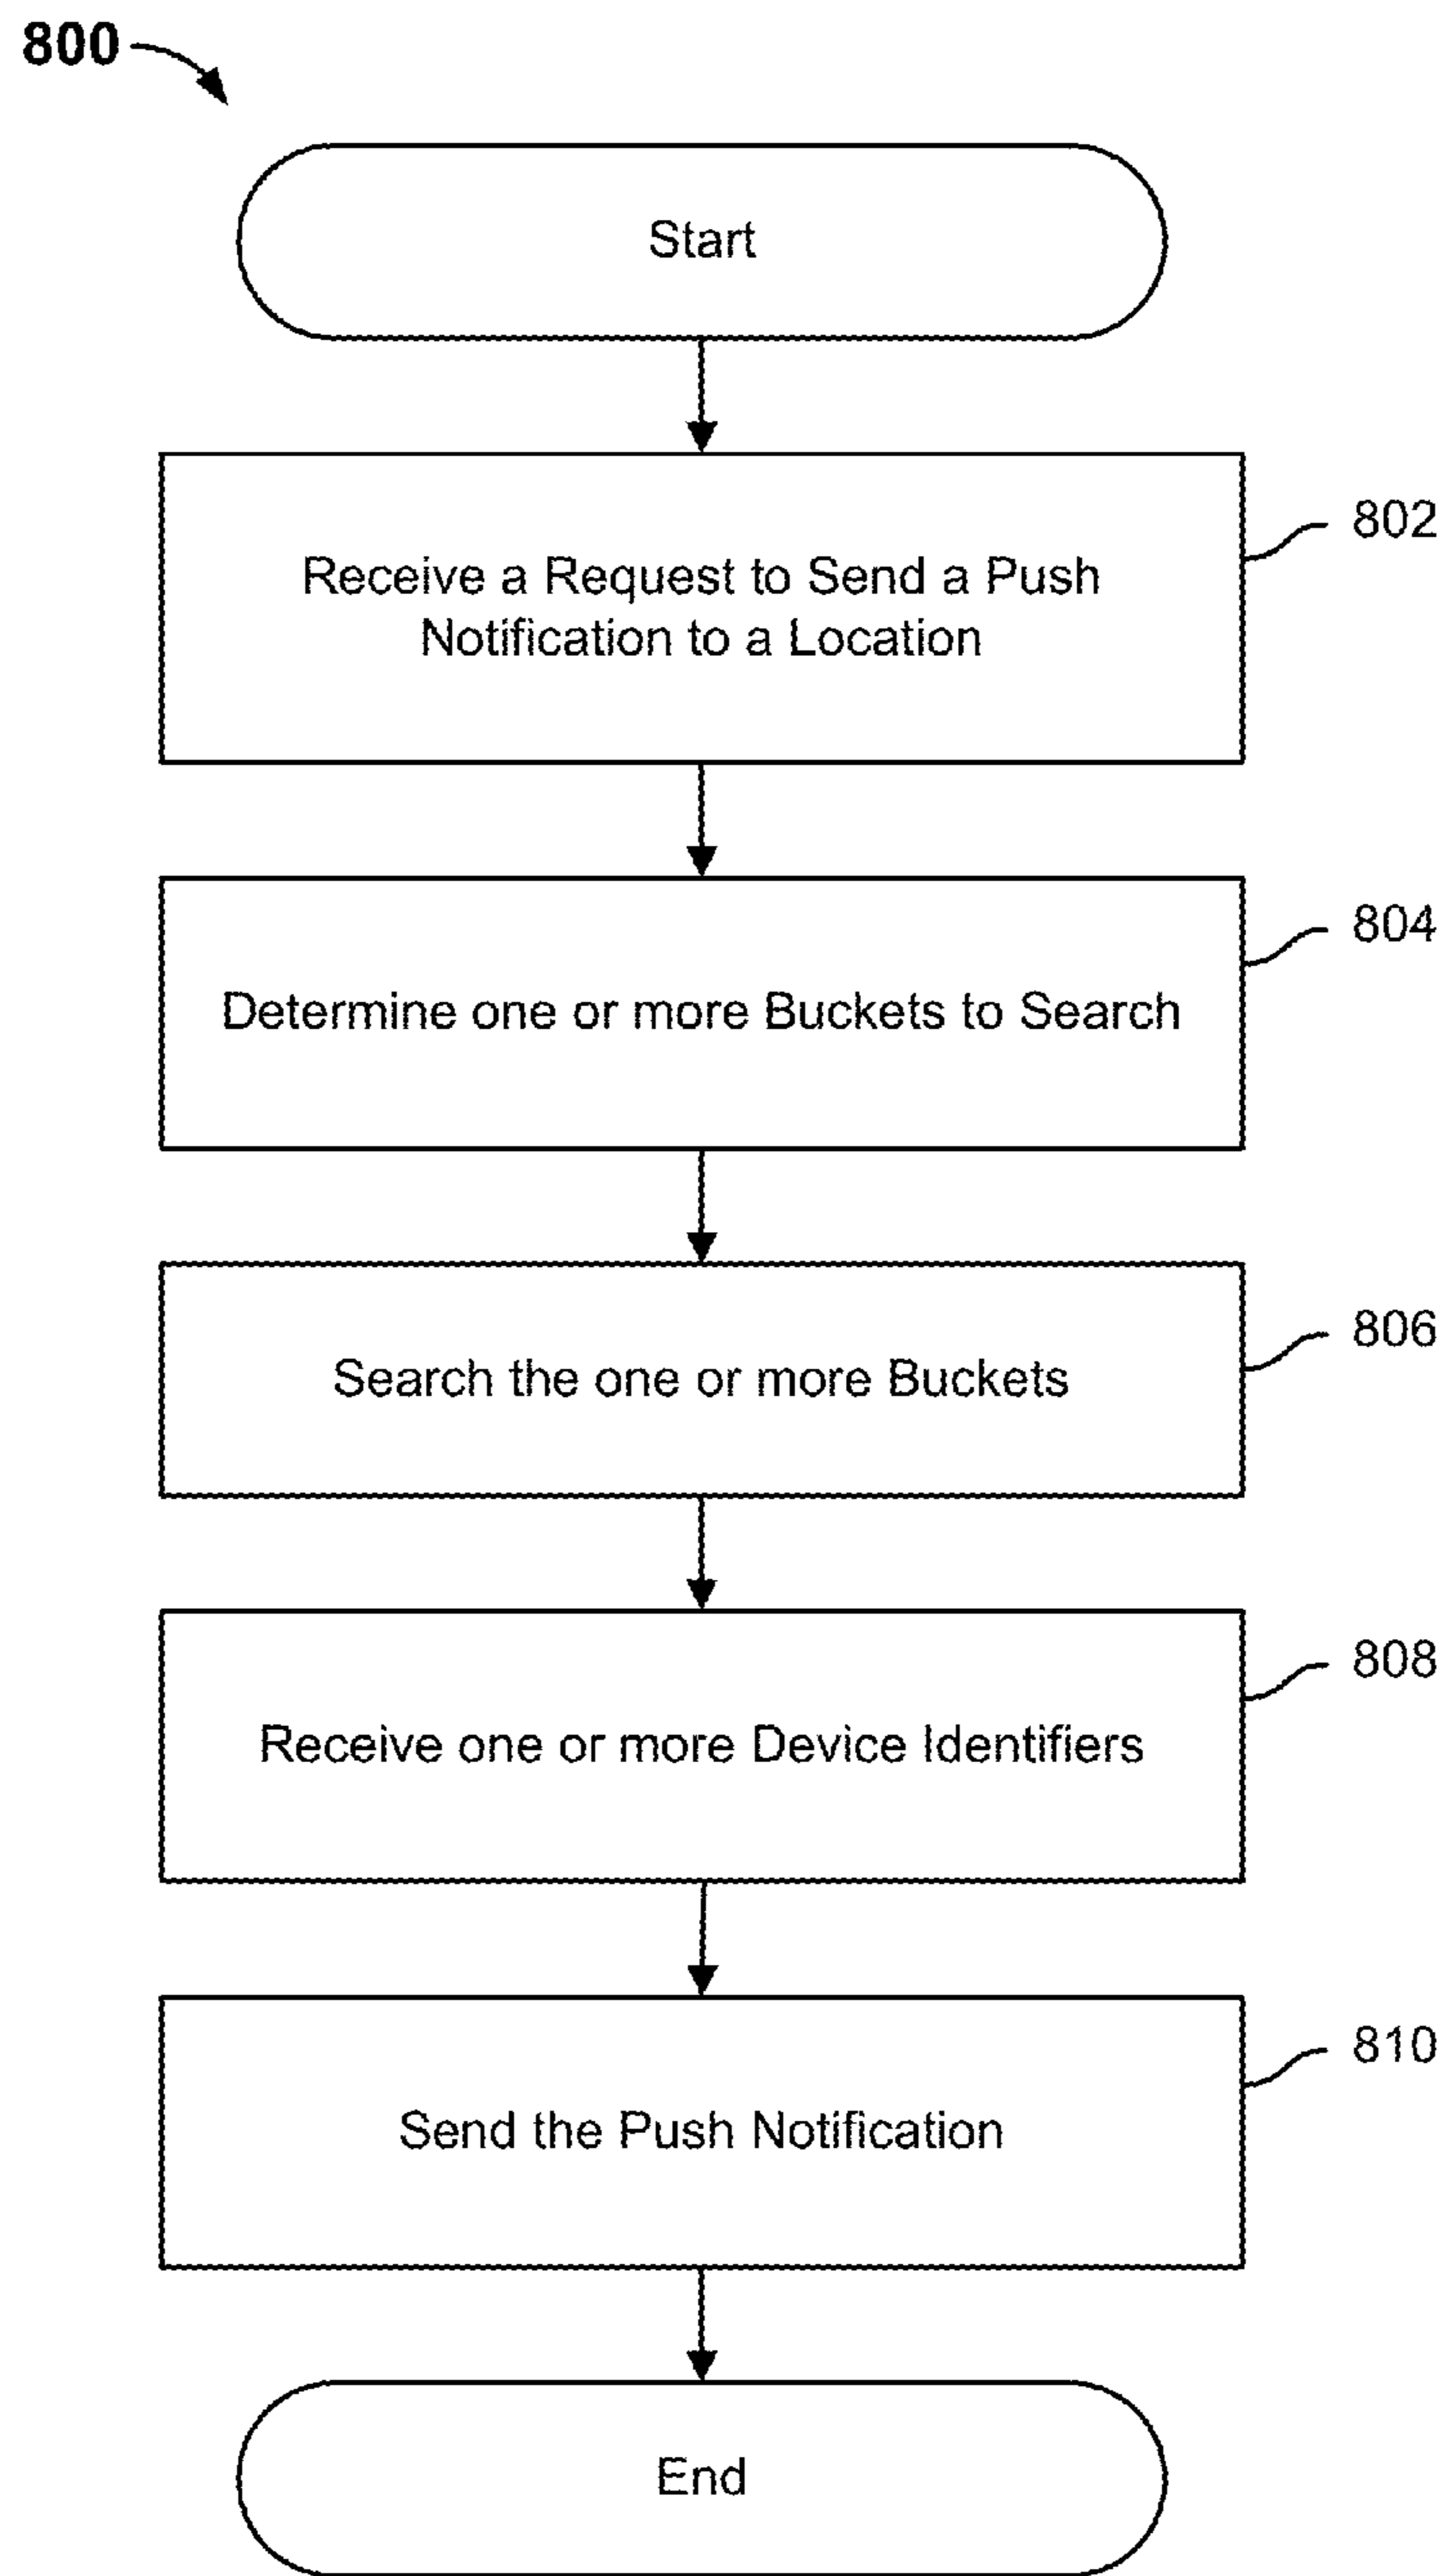 800
Start
Receive a Request to Send a Push
Notification to a Location
802
Determine one or more Buckets to Search
804
Search the one or more Buckets
806
Receive one or more Device Identifiers
808
Send the Push Notification
810
End